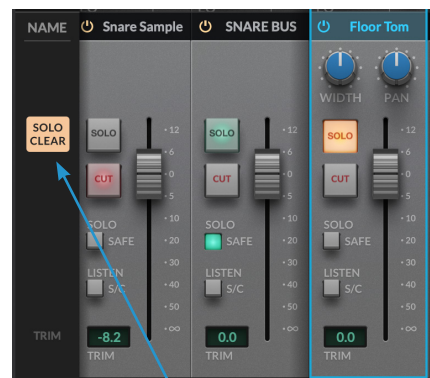 NAME
Snare Sample
SNARE BUS
Floor Tom
WIDTH
PAN
SOLO
CLEAR
SOLO
12
SOLO
12
SOLO
12
6
6
6
CUT
0
CUT
0
CUT
0
5
5
5
SOLO
10
SOLO
10
SOLO
10
SAFE
20
SAFE
20
SAFE
20
30
30
30
LISTEN
LISTEN
LISTEN
S/C
40
S/C
40
S/C
40
50
50
50
TRIM
-8.2
∞
0.0
∞
0.0
∞
TRIM
TRIM
TRIM